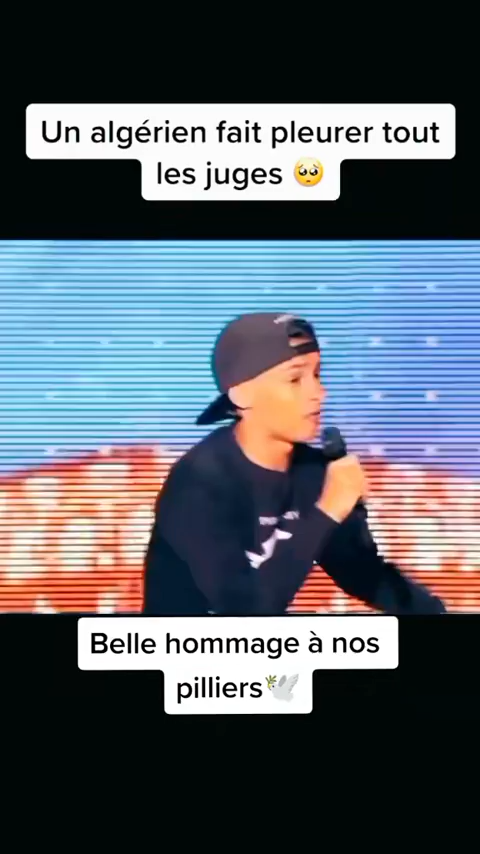 Un algérien fait pleurer tout
les juges 🥺
Belle hommage à nos
pilliers🕊️